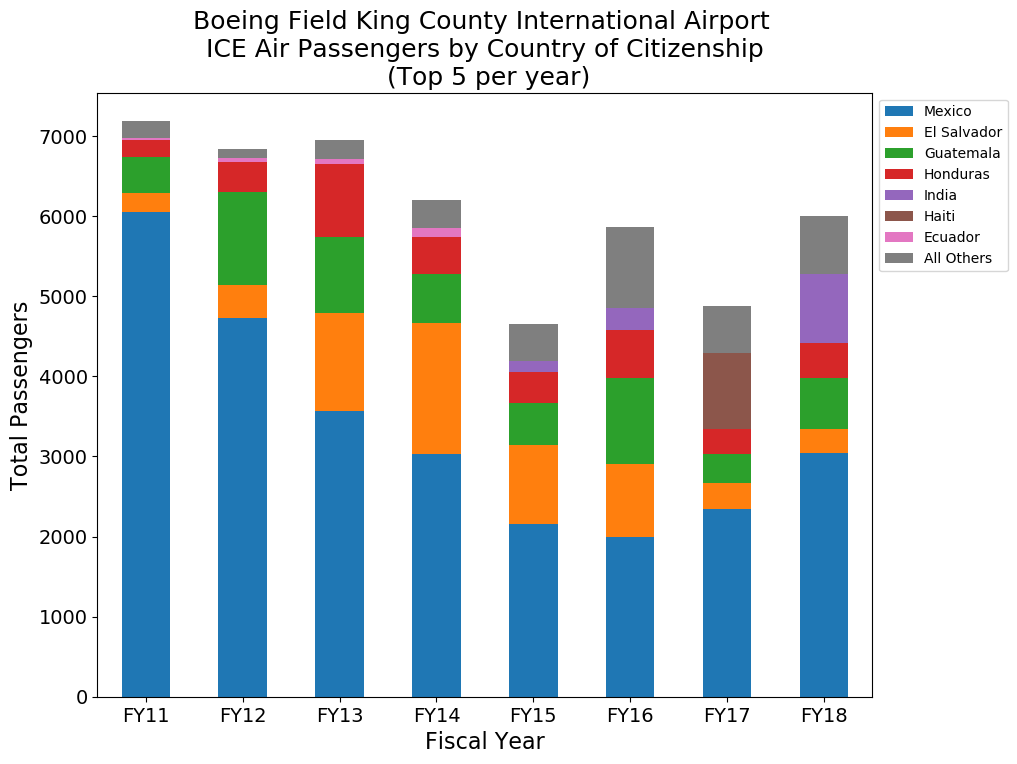 Boeing Field King County International Airport
ICE Air Passengers by Country of Citizenship
(Top 5 per year)
Mexico
El Salvador
Guatemala
Honduras
India
Haiti
Ecuador
All Others
Total Passengers
7000
6000
5000
4000
3000
2000
1000
0
FY11 FY12 FY13 FY14 FY15 FY16 FY17 FY18
Fiscal Year